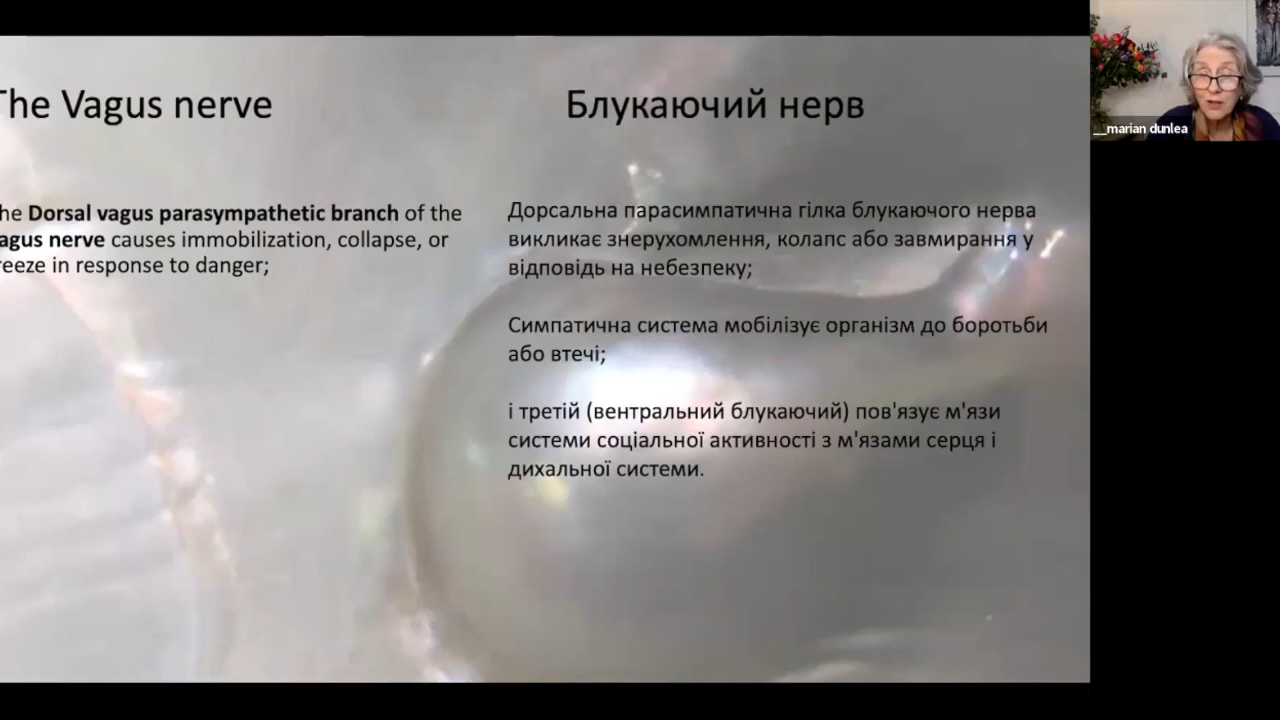 The Vagus nerve
Блукаючий нерв
he Dorsal vagus parasympathetic branch of the
agus nerve causes immobilization, collapse, or
reeze in response to danger;
Дорсальна парасимпатична гілка блукаючого нерва
викликає знерухомлення, колапс або завмирання у
відповідь на небезпеку;
Симпатична система мобілізує організм до боротьби
або втечі;
і третій (вентральний блукаючий) пов'язує м'язи
системи соціальної активності з м'язами серця і
дихальної системи.
__marian dunlea